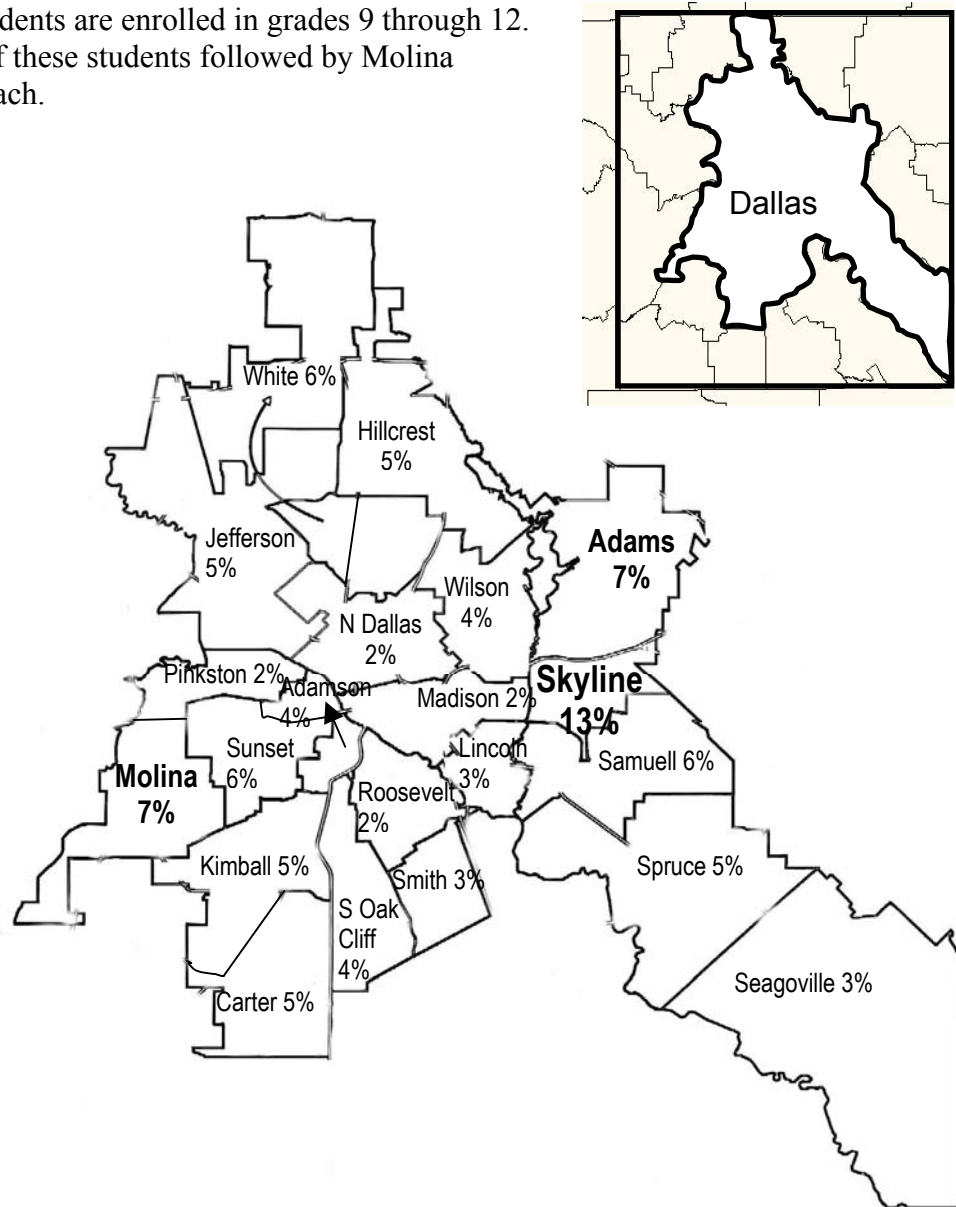 dents are enrolled in grades 9 through 12.
f these students followed by Molina
ach.
Dallas
White 6%
Hillcrest
5%
Jefferson
5%
Adams
7%
Wilson
4%
N Dallas
2%
Pinkston 2%
Adamson
4%
Madison 2%
Skyline
13%
Sunset
6%
Lincoln
3%
Samuell 6%
Molina
7%
Roosevelt
2%
Kimball 5%
Smith 3%
Spruce 5%
S Oak
Cliff
4%
Carter 5%
Seagoville 3%